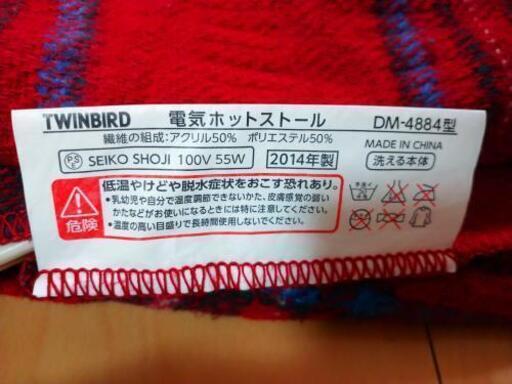 TWINBIRD 電気ホットストール DM-4884型
繊維の組成:アクリル50% ポリエステル50% MADE IN CHINA
PSE SEIKO SHOJI 100V 55W 2014年製 洗える本体
低温やけどや脱水症状をおこす恐れあり。
•乳幼児や自分で温度調節できないかた、皮膚感覚の弱い
かたなどがお使いになるときには特に注意してください。
•温度の高い目盛りで長時間使用しないでください。
危険